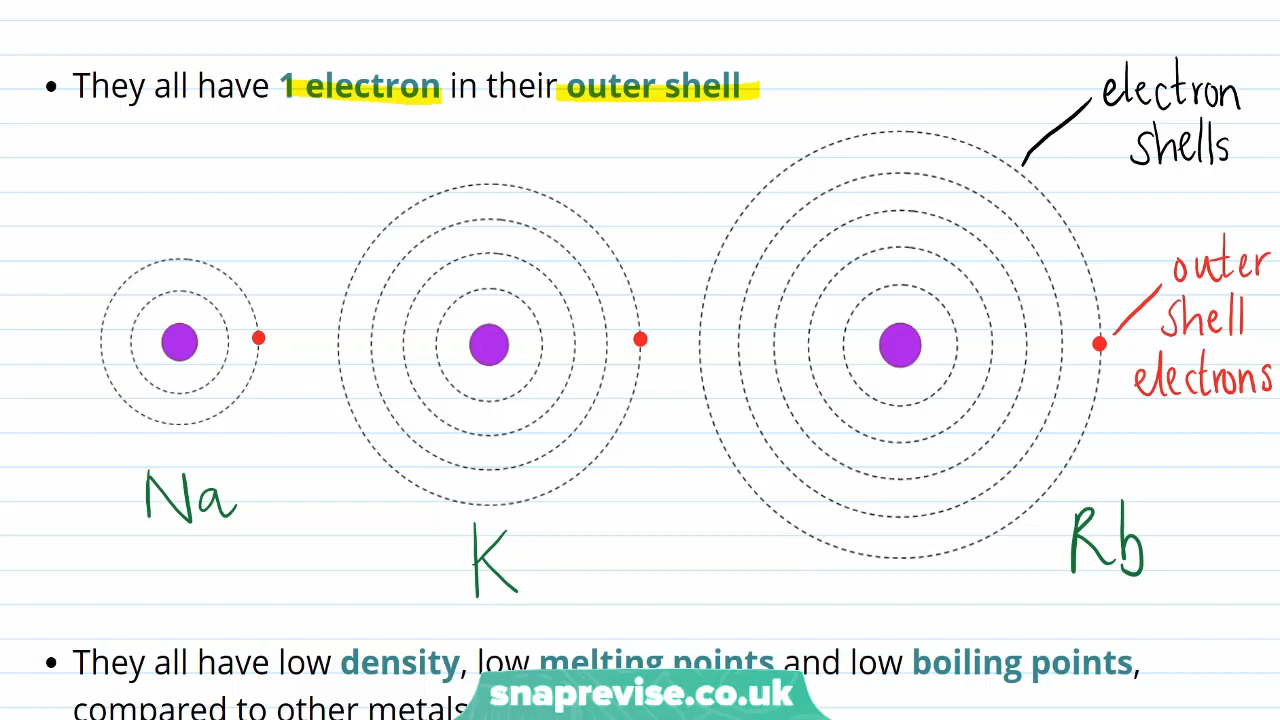 • They all have 1 electron in their outer shell
electron
shells
outer
shell
electrons
Na
K
Rb
• They all have low density, low melting points and low boiling points,
compared to other metals
snaprevise.co.uk